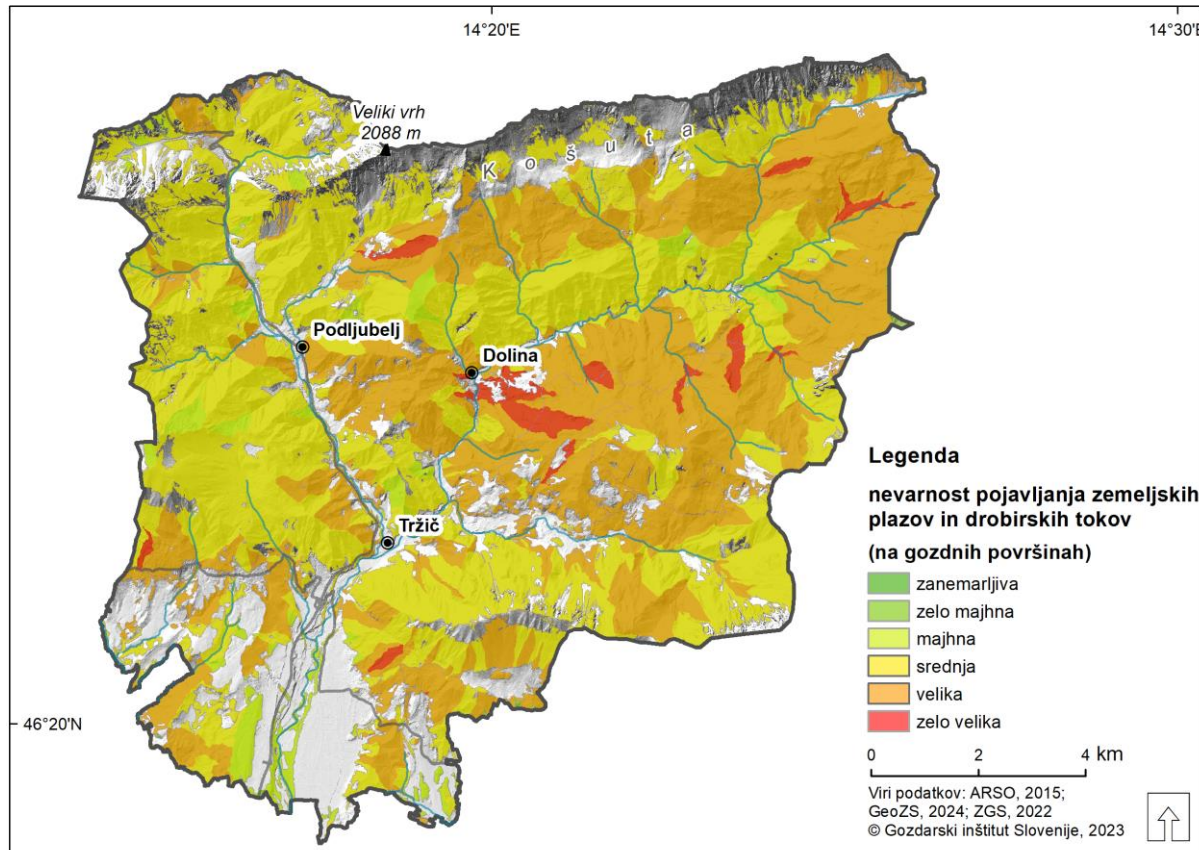 14°20'E
14°30'E
Veliki vrh
2088 m
Košuta
Podljubelj
Dolina
Tržič
46°20'N
Legenda
nevarnost pojavljanja zemeljskih
plazov in drobirskih tokov
(na gozdnih površinah)
zanemarljiva
zelo majhna
majhna
srednja
velika
zelo velika
0 2 4 km
Viri podatkov: ARSO, 2015;
GeoZS, 2024; ZGS, 2022
© Gozdarski inštitut Slovenije, 2023